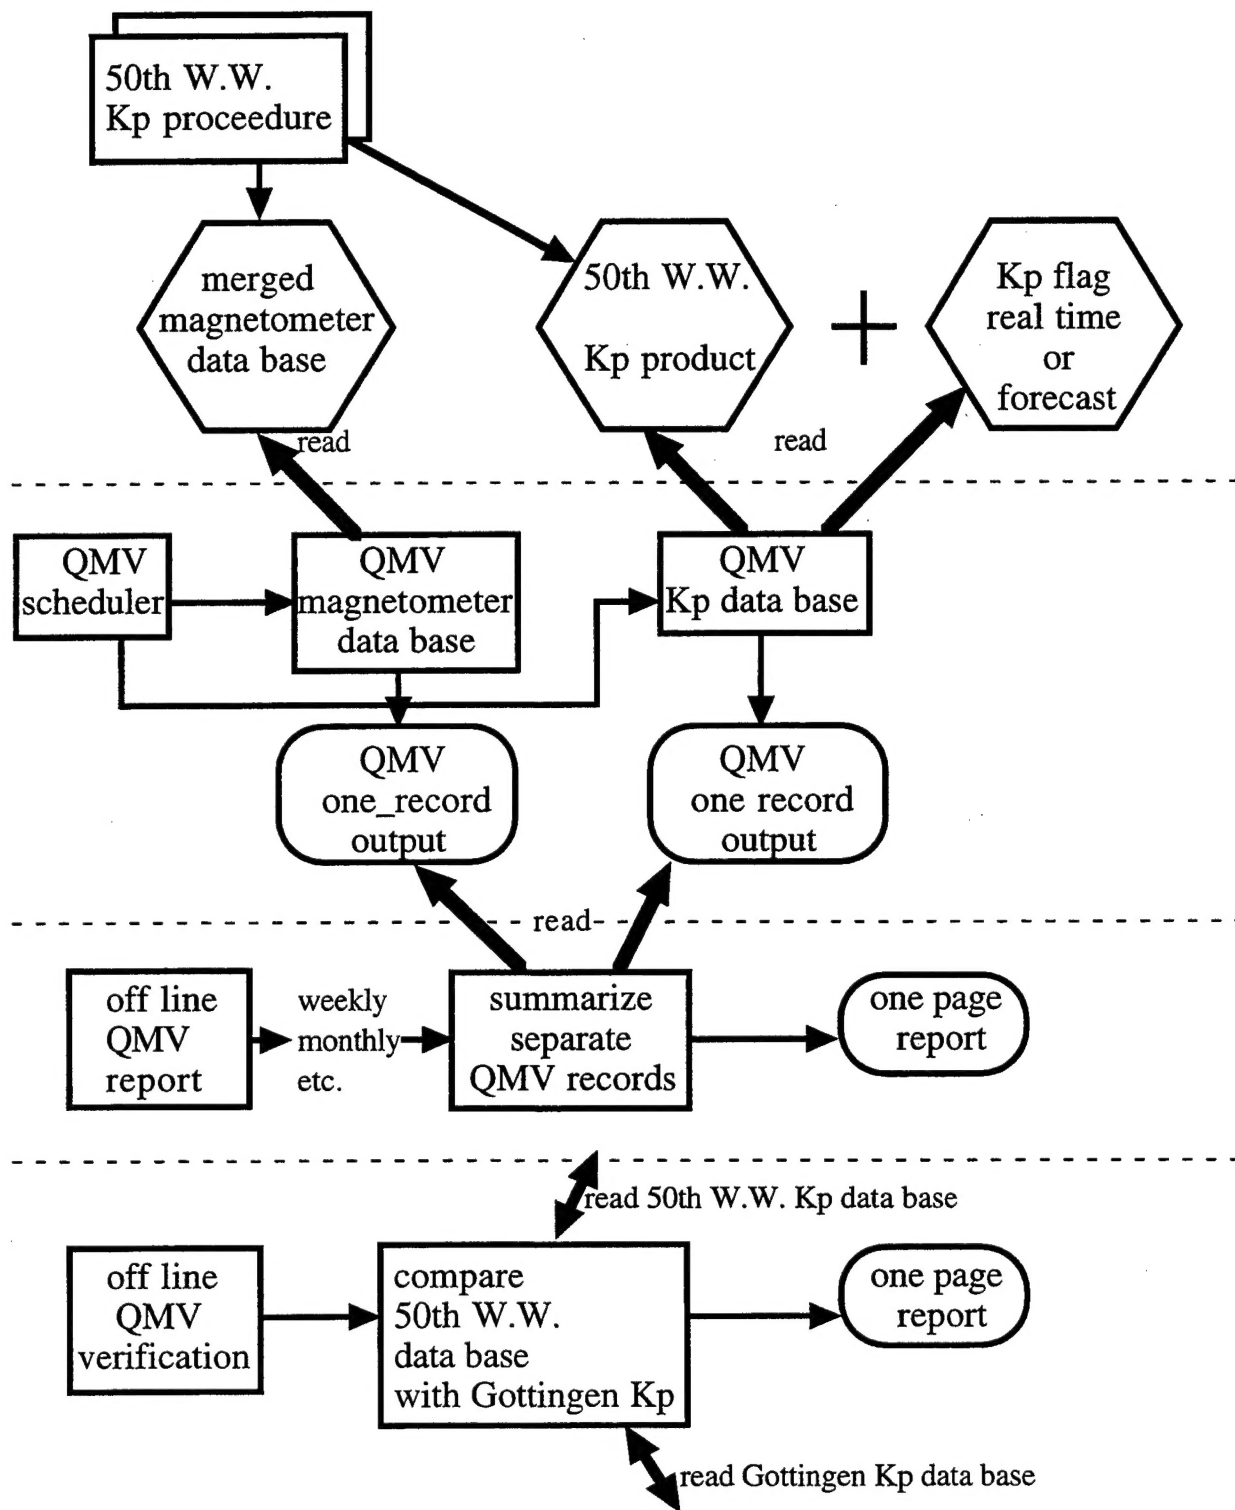 50th W.W.
Kp proceedure
merged
magnetometer
data base
50th W.W.
Kp product
Kp flag
real time
or
forecast
read
read
QMV
scheduler
QMV
magnetometer
data base
QMV
Kp data base
QMV
one_record
output
QMV
one record
output
read
off line
QMV
report
weekly
monthly
etc.
summarize
separate
QMV records
one page
report
read 50th W.W. Kp data base
off line
QMV
verification
compare
50th W.W.
data base
with Gottingen Kp
one page
report
read Gottingen Kp data base